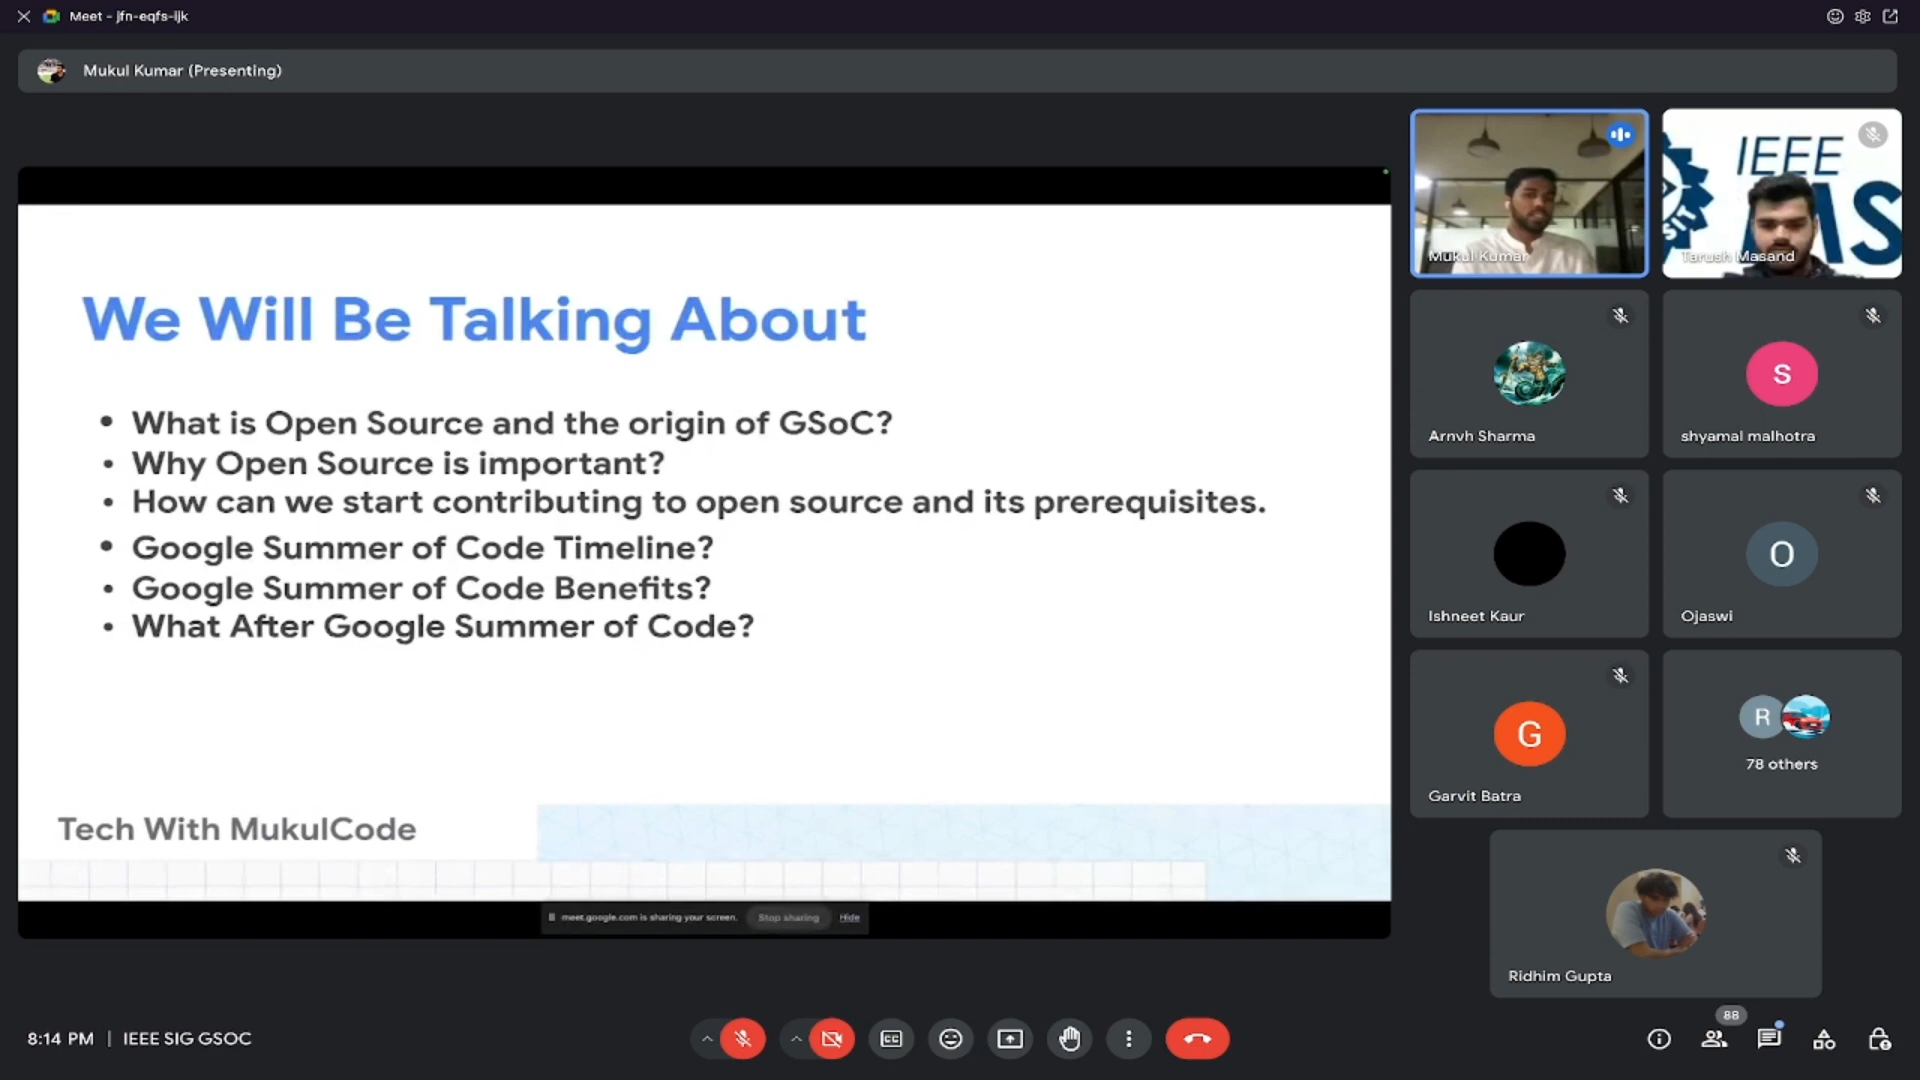 Meet - jfn-eqfs-ijk
Mukul Kumar (Presenting)
We Will Be Talking About
• What is Open Source and the origin of GSoC?
• Why Open Source is important?
• How can we start contributing to open source and its prerequisites.
• Google Summer of Code Timeline?
• Google Summer of Code Benefits?
• What After Google Summer of Code?
Tech With MukulCode
meet.google.com is sharing your screen. Stop sharing Hide
Mukul Kumar
IEEE
SIT
MS
Tarush Masand
Arnvh Sharma
S
shyamal malhotra
Ishneet Kaur
O
Ojaswi
G
Garvit Batra
R
78 others
Ridhim Gupta
8:14 PM | IEEE SIG GSOC
CC
88